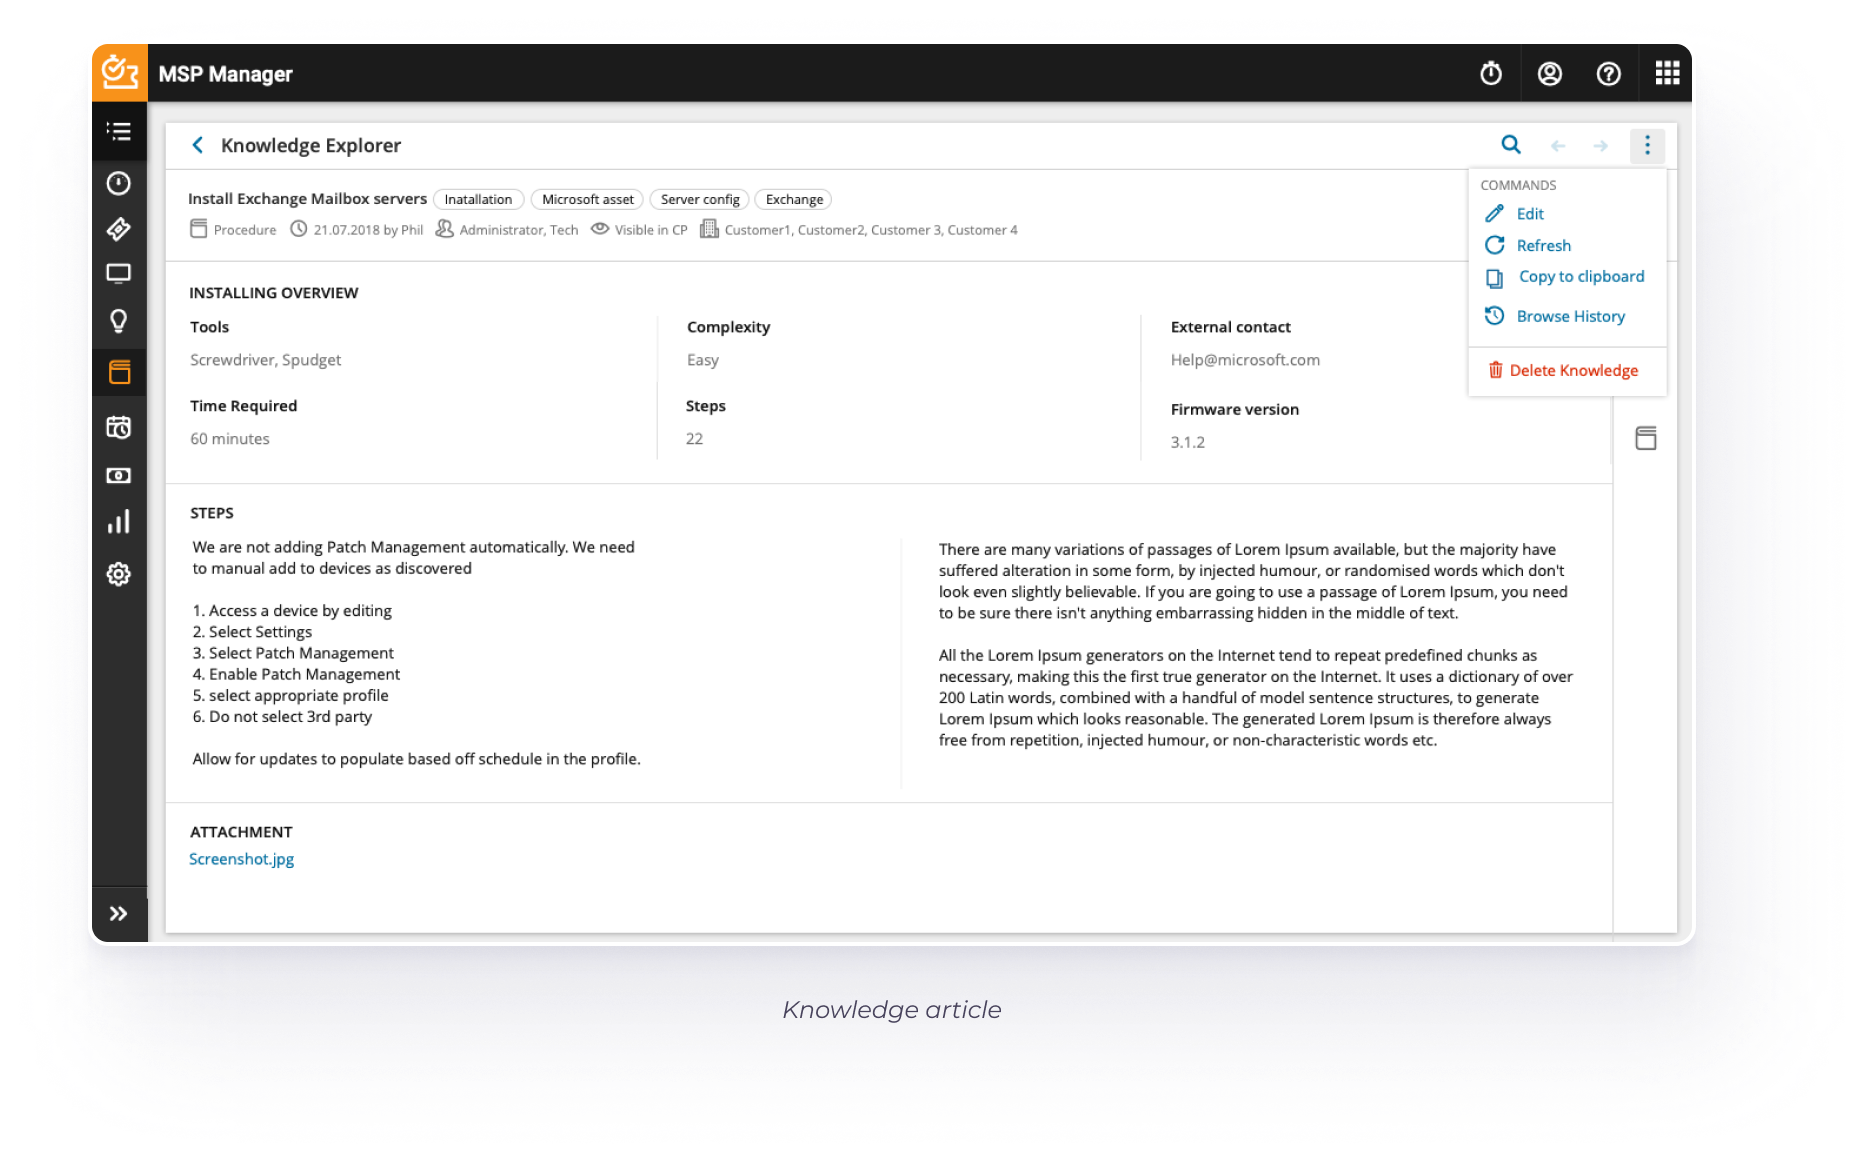 MSP Manager
Knowledge Explorer
Install Exchange Mailbox servers Inatallation Microsoft asset Server config Exchange
Procedure 21.07.2018 by Phil Administrator, Tech Visible in CP Customer1, Customer2, Customer 3, Customer 4
COMMANDS
Edit
Refresh
Copy to clipboard
Browse History
Delete Knowledge
INSTALLING OVERVIEW
Tools
Screwdriver, Spudget
Complexity
Easy
External contact
Help@microsoft.com
Time Required
60 minutes
Steps
22
Firmware version
3.1.2
STEPS
We are not adding Patch Management automatically. We need
to manual add to devices as discovered
1. Access a device by editing
2. Select Settings
3. Select Patch Management
4. Enable Patch Management
5. select appropriate profile
6. Do not select 3rd party
Allow for updates to populate based off schedule in the profile.
There are many variations of passages of Lorem Ipsum available, but the majority have
suffered alteration in some form, by injected humour, or randomised words which don't
look even slightly believable. If you are going to use a passage of Lorem Ipsum, you need
to be sure there isn't anything embarrassing hidden in the middle of text.
All the Lorem Ipsum generators on the Internet tend to repeat predefined chunks as
necessary, making this the first true generator on the Internet. It uses a dictionary of over
200 Latin words, combined with a handful of model sentence structures, to generate
Lorem Ipsum which looks reasonable. The generated Lorem Ipsum is therefore always
free from repetition, injected humour, or non-characteristic words etc.
ATTACHMENT
Screenshot.jpg
Knowledge article